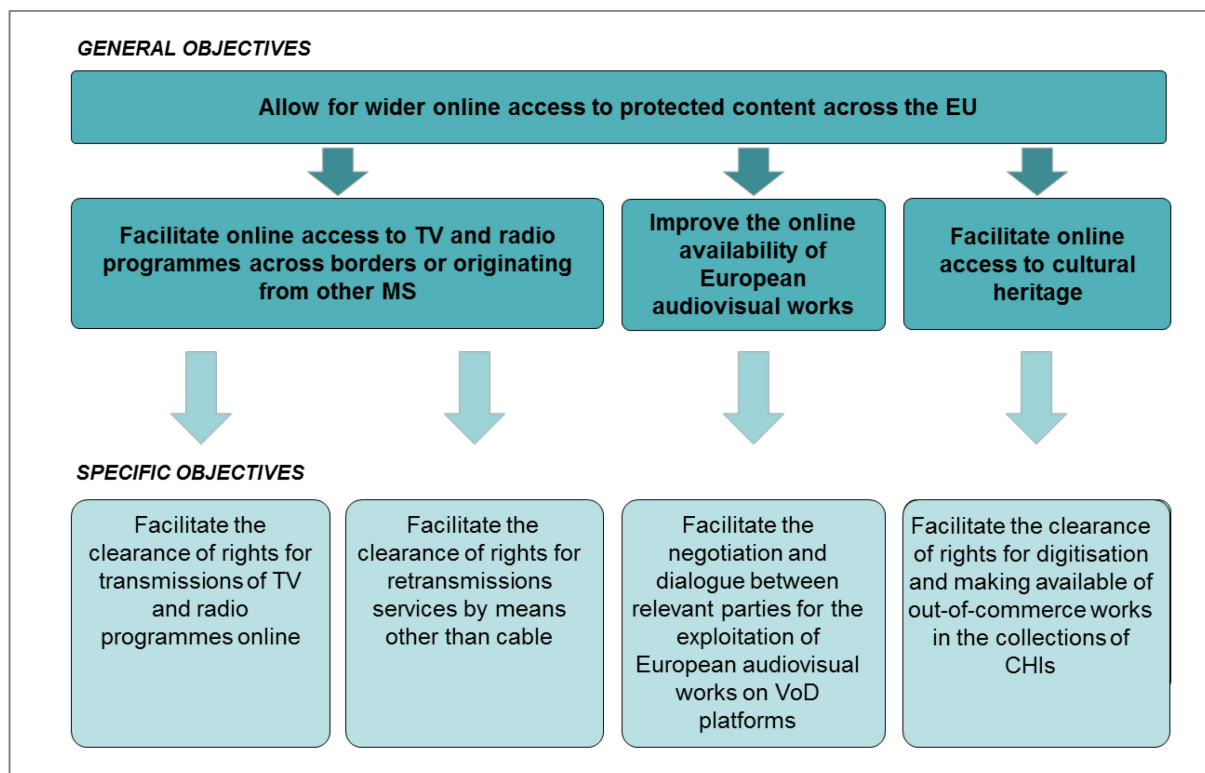 GENERAL OBJECTIVES
Allow for wider online access to protected content across the EU
Facilitate online access to TV and radio
programmes across borders or originating
from other MS
Improve the online
availability of
European
audiovisual works
Facilitate online
access to cultural
heritage
SPECIFIC OBJECTIVES
Facilitate the
clearance of rights for
transmissions of TV
and radio
programmes online
Facilitate the
clearance of rights for
retransmissions
services by means
other than cable
Facilitate the
negotiation and
dialogue between
relevant parties for the
exploitation of
European audiovisual
works on VoD
platforms
Facilitate the clearance
of rights for digitisation
and making available of
out-of-commerce works
in the collections of
CHIs